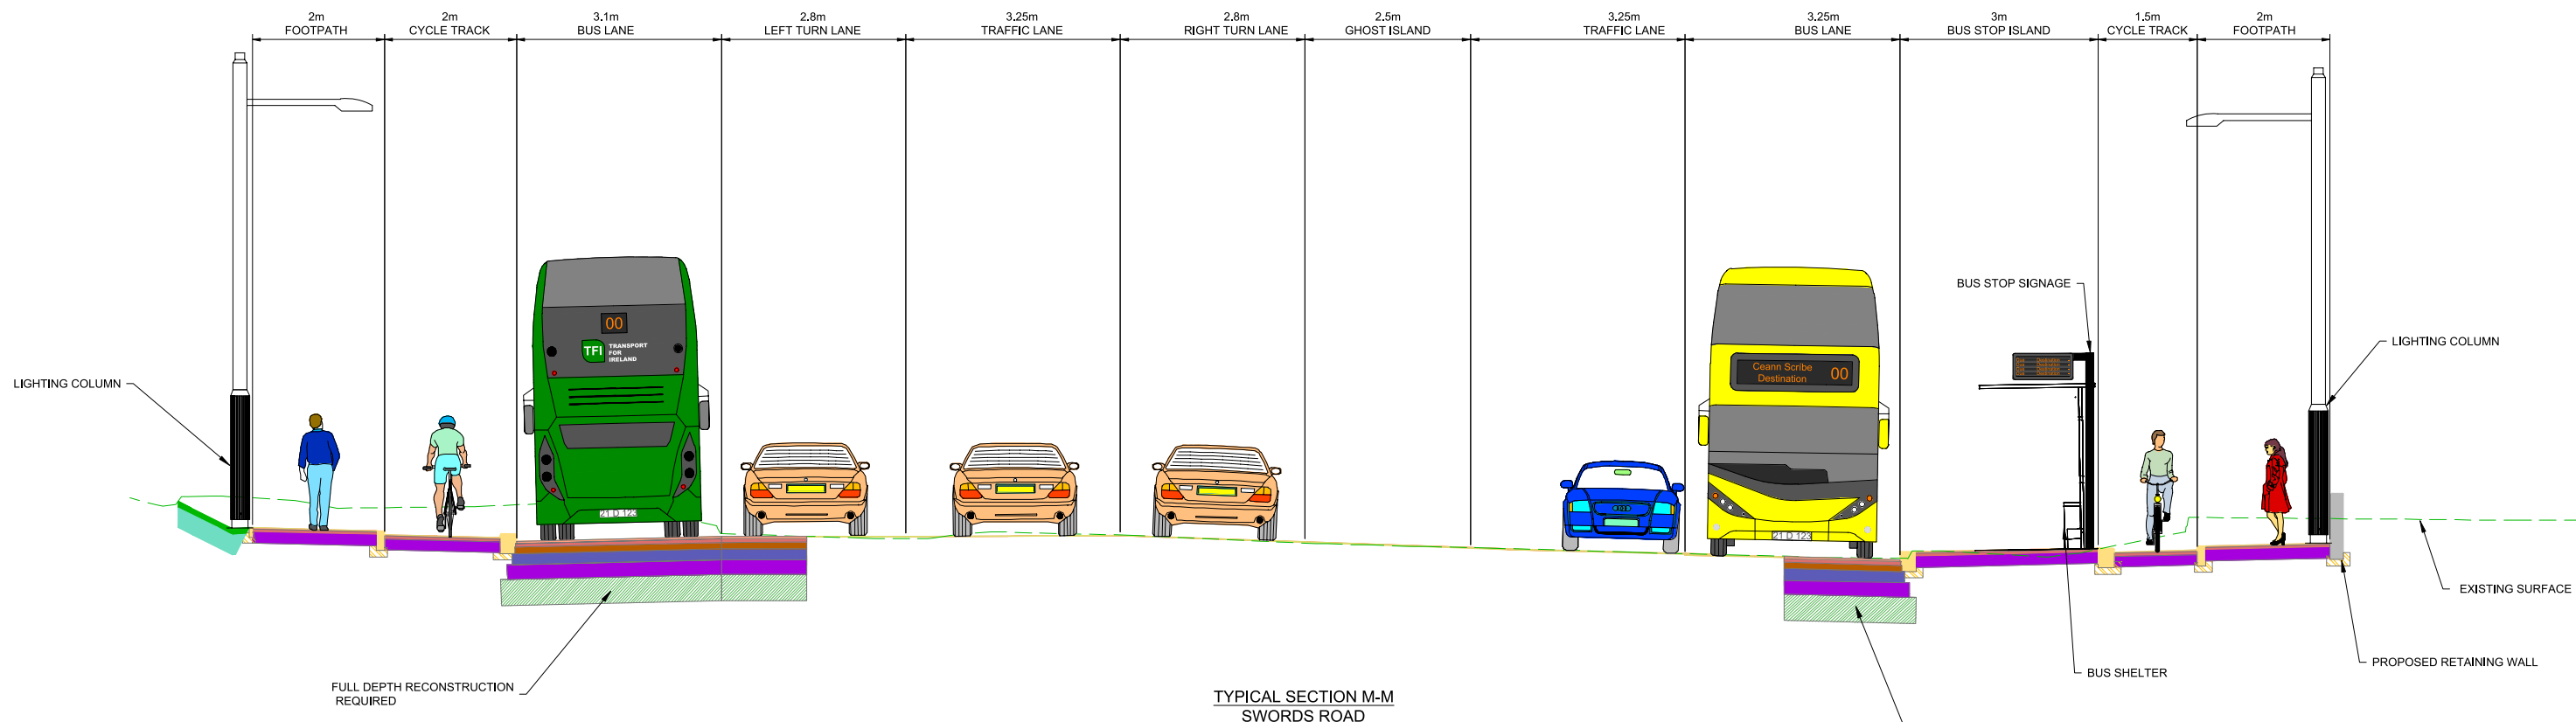 2m
FOOTPATH
2m
CYCLE TRACK
3.1m
BUS LANE
2.8m
LEFT TURN LANE
3.25m
TRAFFIC LANE
2.8m
RIGHT TURN LANE
2.5m
GHOST ISLAND
3.25m
TRAFFIC LANE
3.25m
BUS LANE
3m
BUS STOP ISLAND
1.5m
CYCLE TRACK
2m
FOOTPATH
BUS STOP SIGNAGE
00
TFI
TRANSPORT
FOR
IRELAND
LIGHTING COLUMN
LIGHTING COLUMN
Ceann Scribe
Destination
00
21 D 123
21 D 123
EXISTING SURFACE
PROPOSED RETAINING WALL
BUS SHELTER
FULL DEPTH RECONSTRUCTION
REQUIRED
TYPICAL SECTION M-M
SWORDS ROAD